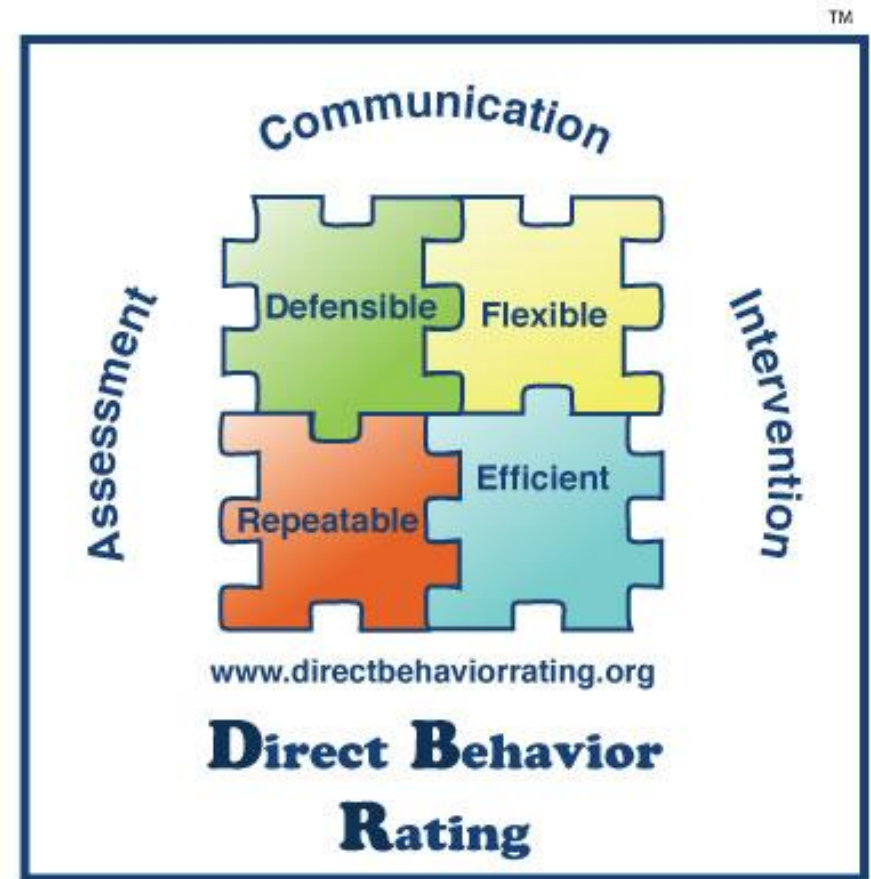 TM
Communication
Assessment
Intervention
Defensible
Flexible
Repeatable
Efficient
www.directbehaviorrating.org
Direct Behavior
Rating